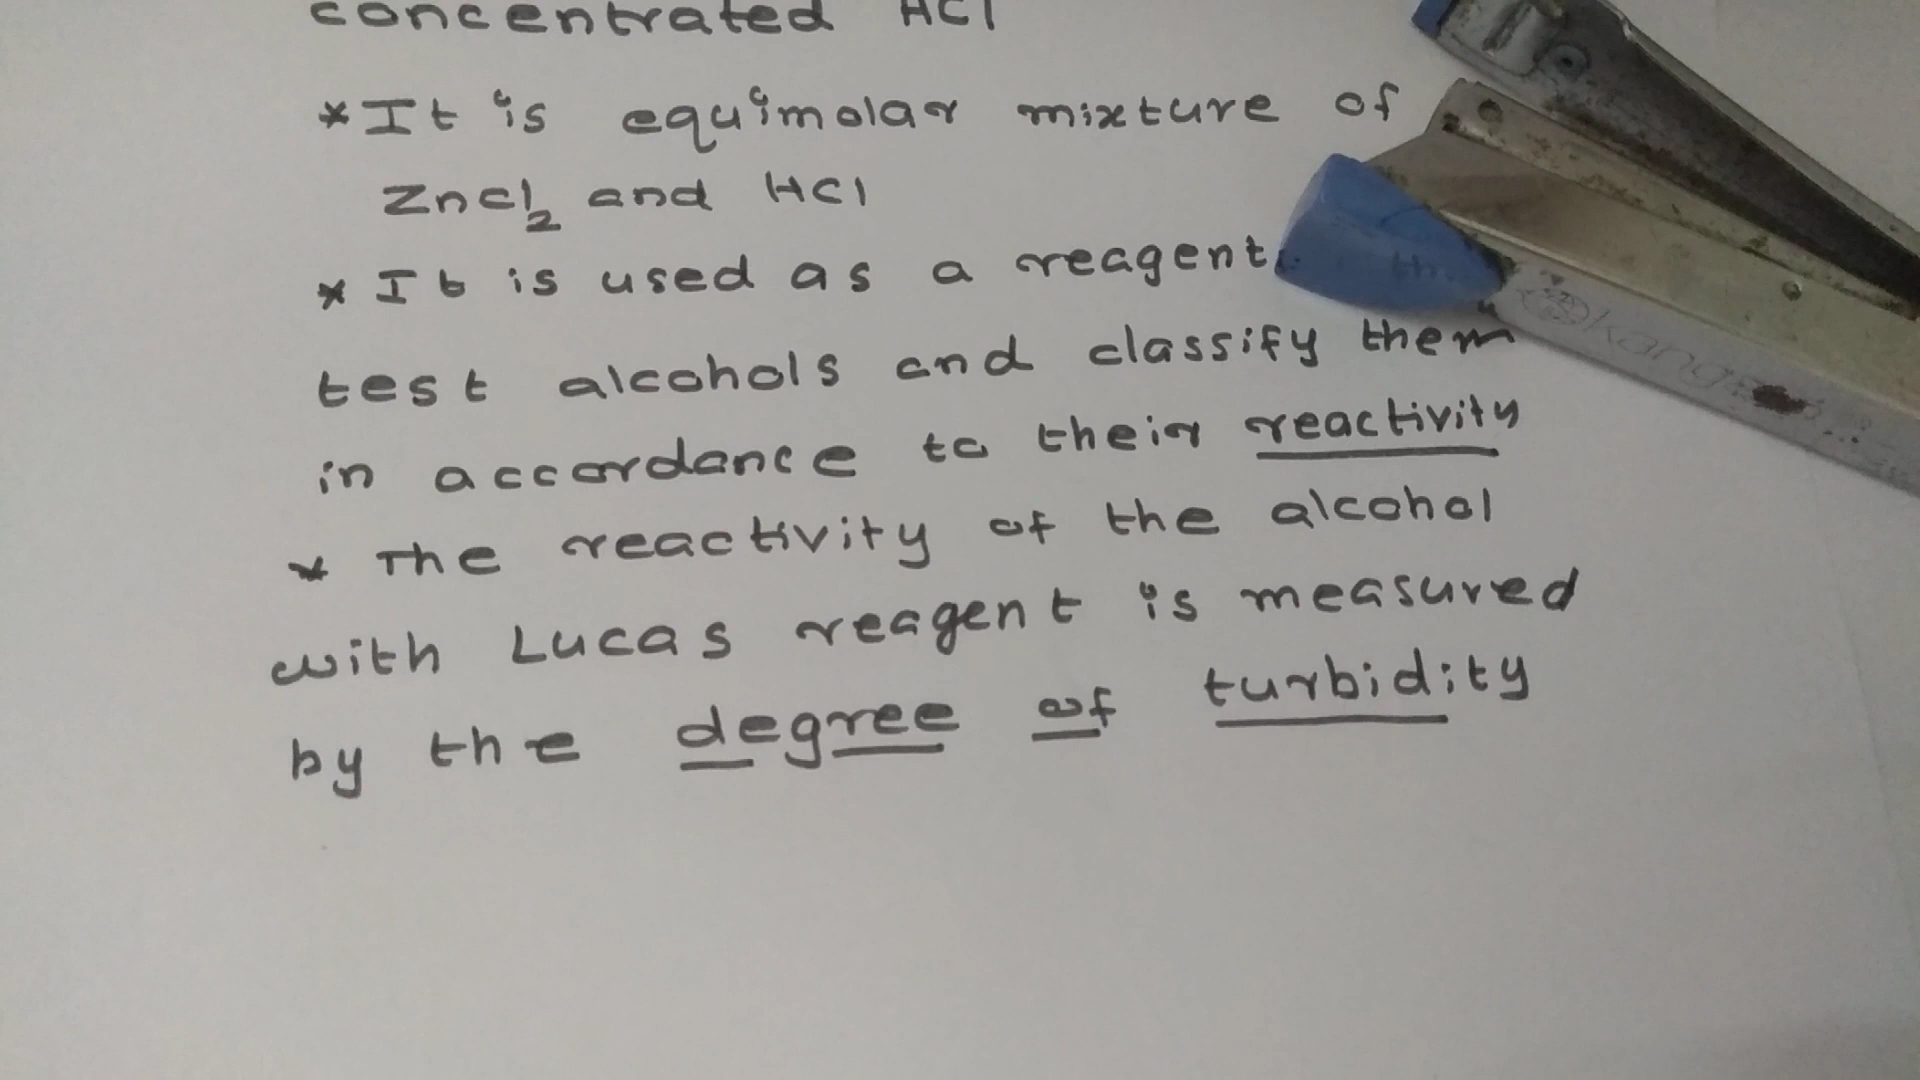 concentrated HCl
* It is equimolar mixture of
ZnCl2 and HCl
* It is used as a reagent
test alcohols and classify them
in accordance to their reactivity
* The reactivity of the alcohol
with Lucas reagent is measured
by the degree of turbidity